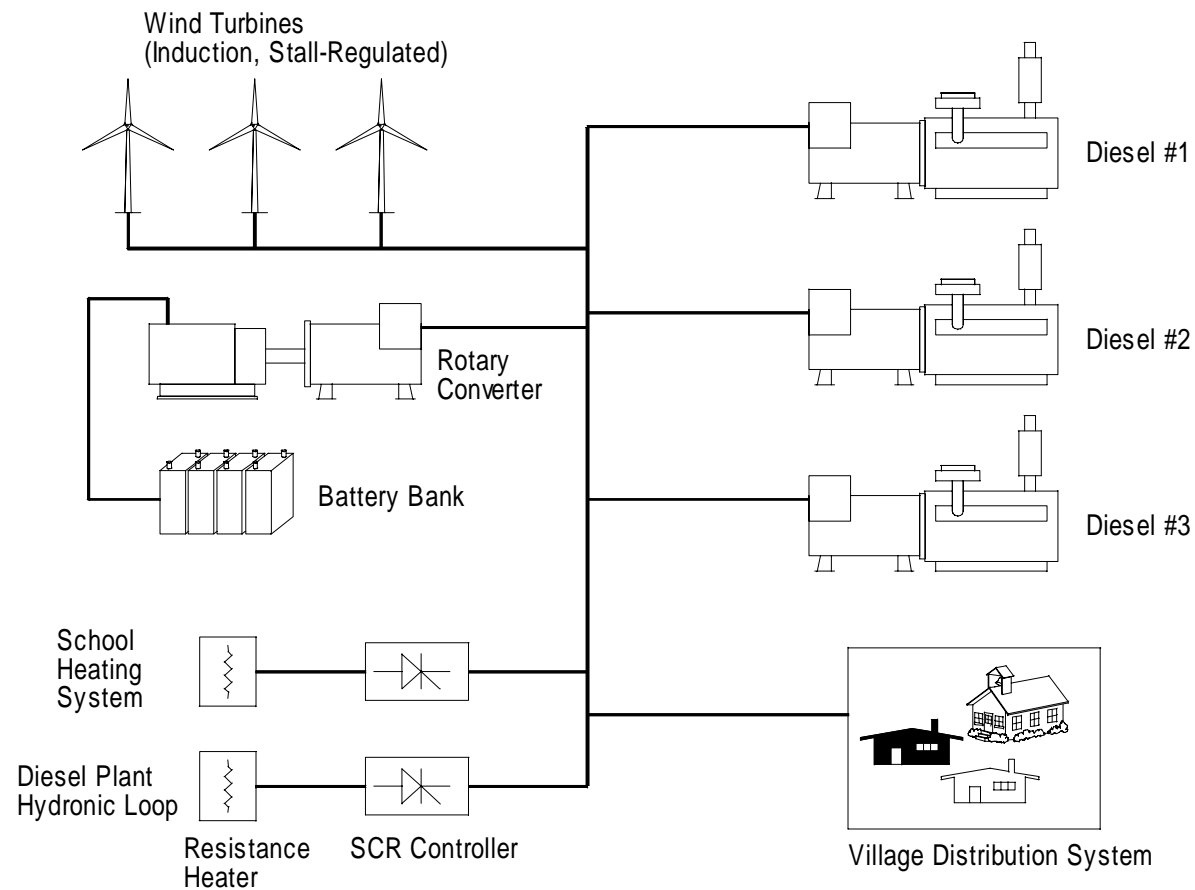 Wind Turbines
(Induction, Stall-Regulated)
Diesel #1
Diesel #2
Rotary
Converter
Battery Bank
Diesel #3
School
Heating
System
Diesel Plant
Hydronic Loop
Resistance
Heater
SCR Controller
Village Distribution System